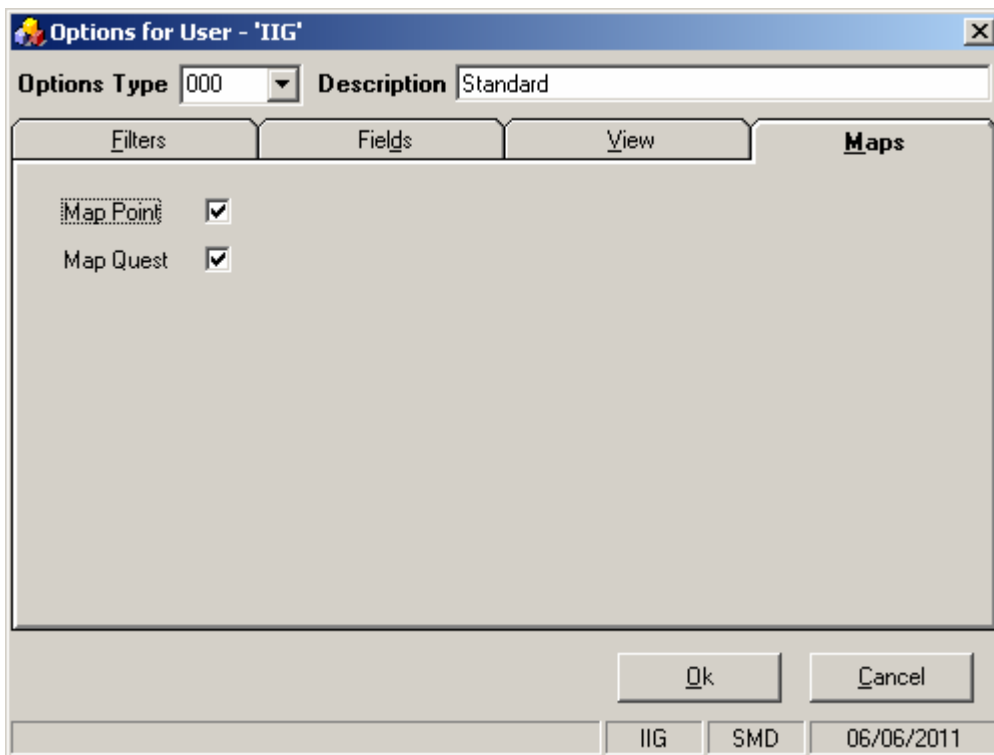 Options for User - 'IIG'
Options Type 000 Description Standard
Filters Fields View Maps
Map Point
Map Quest
Ok Cancel
IIG SMD 06/06/2011